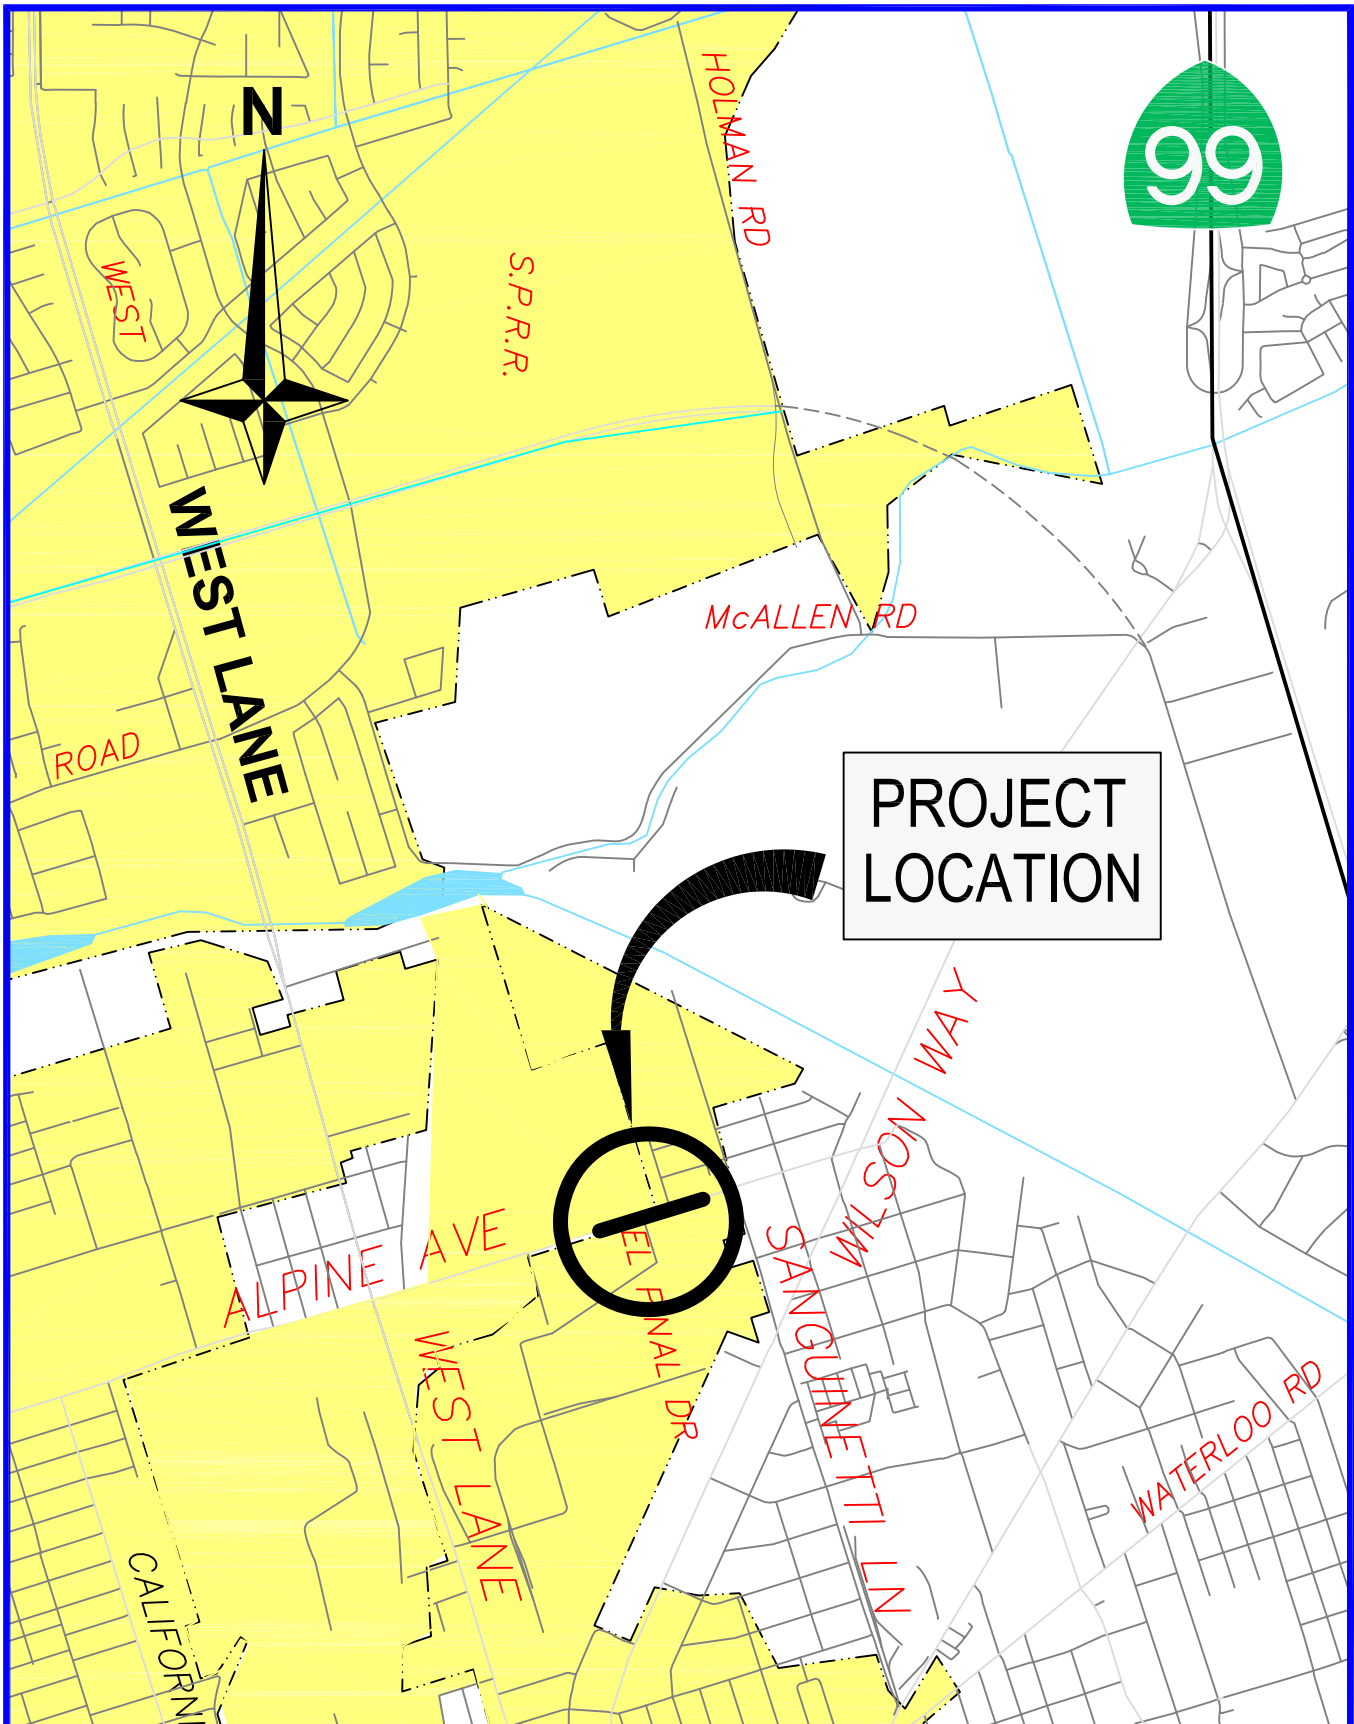 HOLMAN RD
N
99
WEST
S.P.R.R.
WEST LANE
McALLEN RD
ROAD
PROJECT
LOCATION
WILSON WAY
ALPINE AVE
EL PINAL DR
SANGUINETTI LN
WEST LANE
WATERLOO RD
CALIFORNI